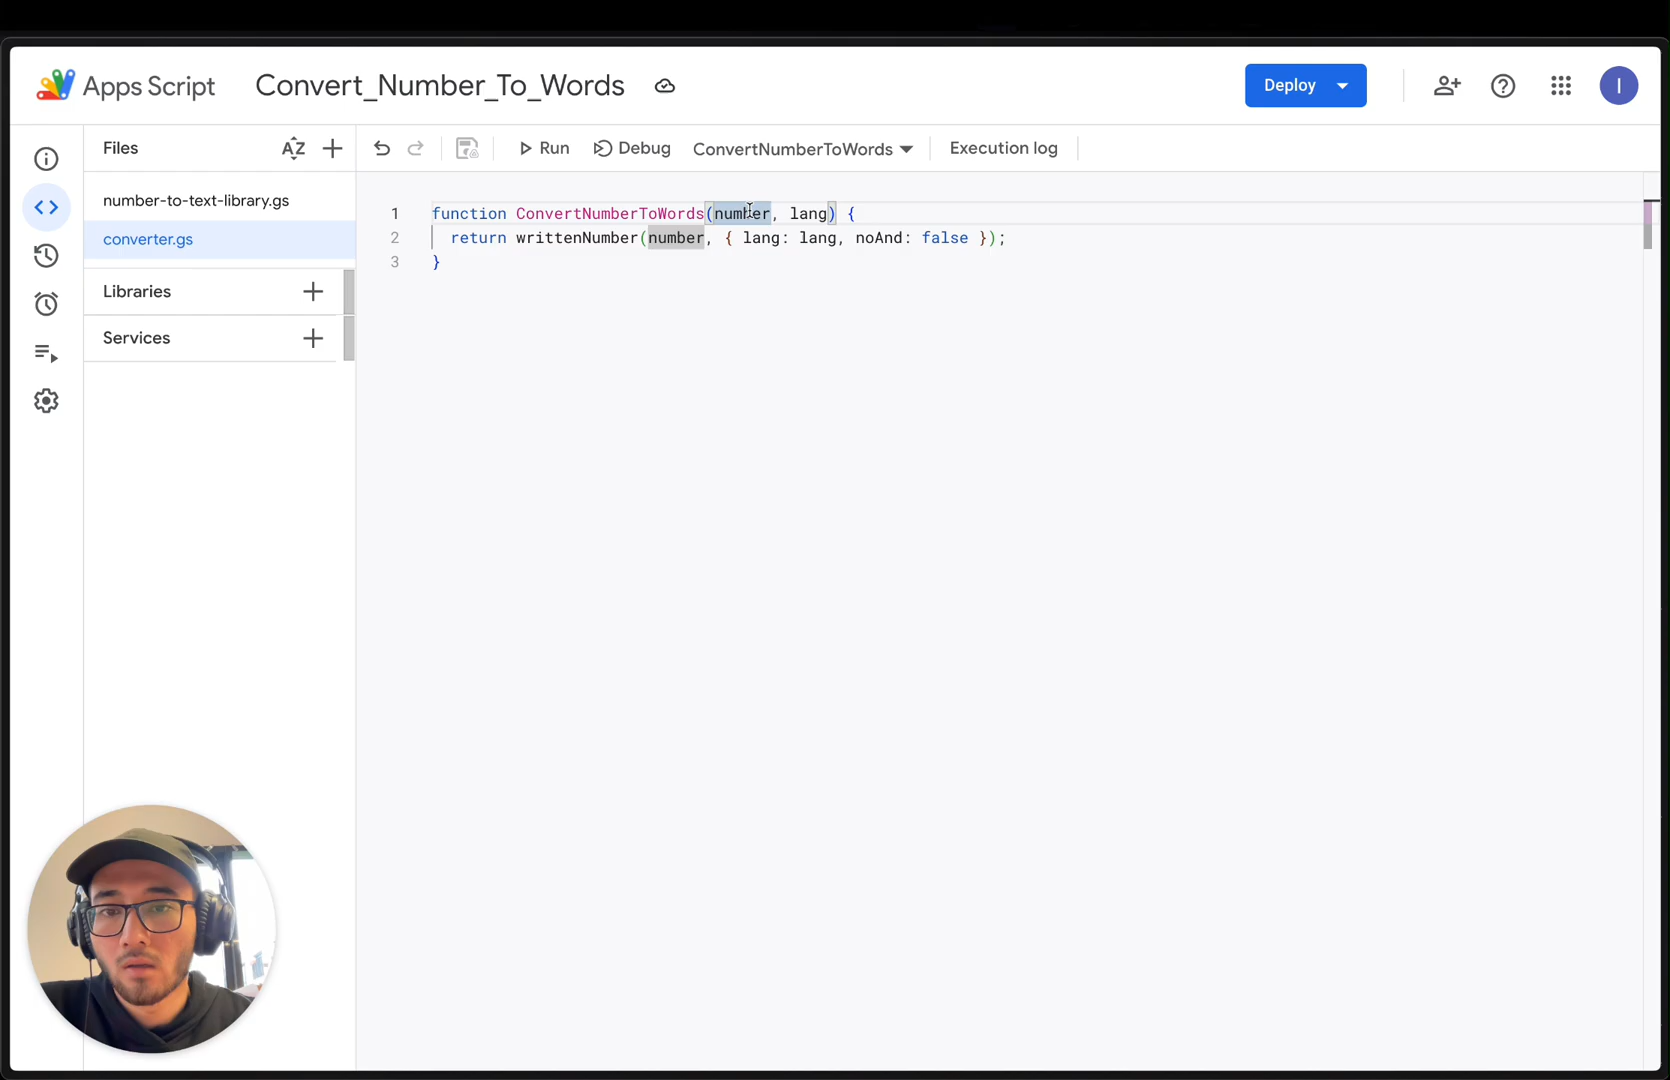 Apps Script
Convert_Number_To_Words
Deploy
I
Files
AZ
Run
Debug
ConvertNumberToWords
Execution log
number-to-text-library.gs
converter.gs
Libraries
Services
1 function ConvertNumberToWords(number, lang) {
2 return writtenNumber(number, { lang: lang, noAnd: false });
3 }